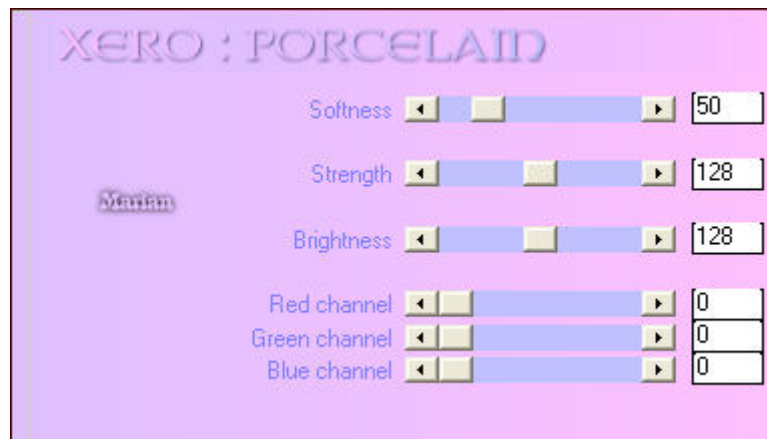 XERO : PORCELAIN
Softness 50
Strength 128
Marian
Brightness 128
Red channel 0
Green channel 0
Blue channel 0